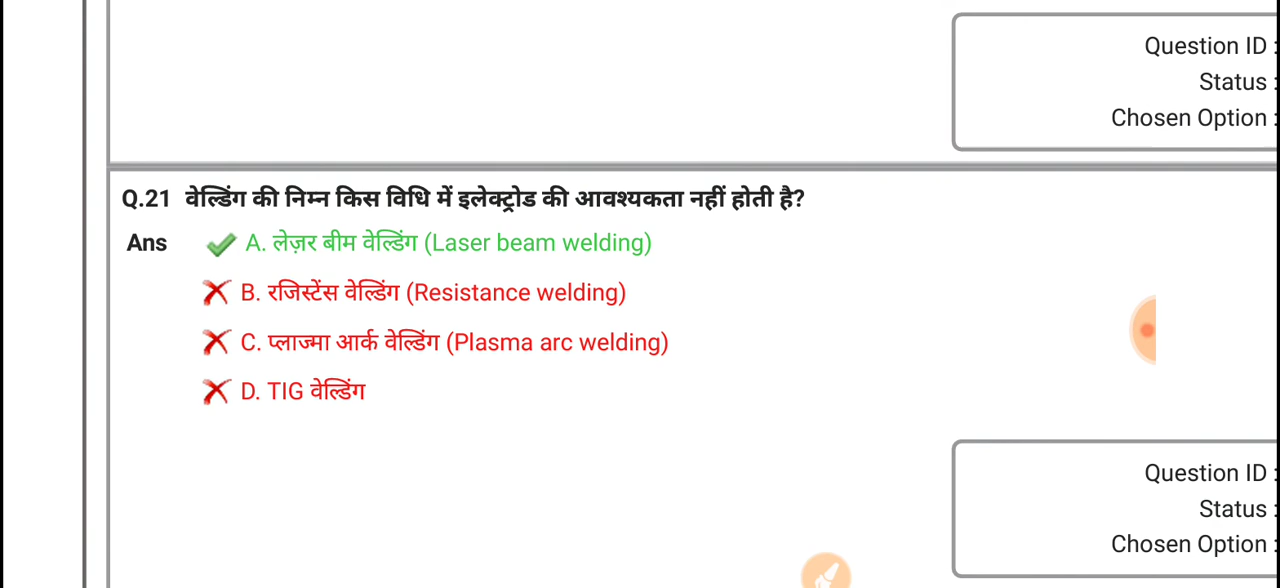 Question ID :
Status :
Chosen Option :
Q.21 वेल्डिंग की निम्न किस विधि में इलेक्ट्रोड की आवश्यकता नहीं होती है?
Ans A. लेज़र बीम वेल्डिंग (Laser beam welding)
B. रजिस्टेंस वेल्डिंग (Resistance welding)
C. प्लाज्मा आर्क वेल्डिंग (Plasma arc welding)
D. TIG वेल्डिंग
Question ID :
Status :
Chosen Option :